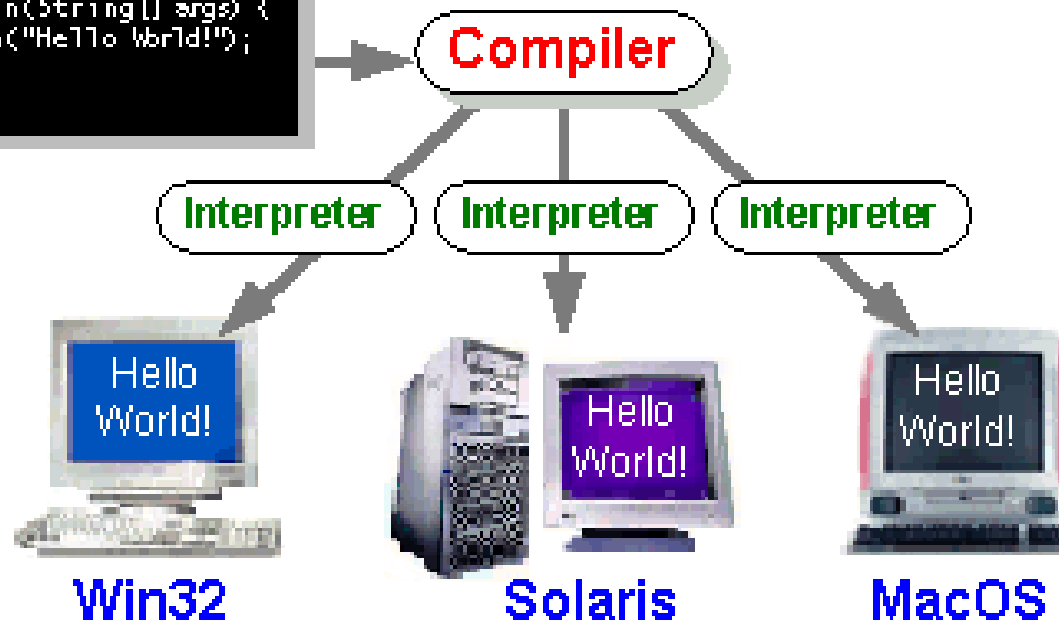 (String[] args) {
("Hello World!");
Compiler
Interpreter
Interpreter
Interpreter
Hello
World!
Hello
World!
Hello
World!
Win32
Solaris
MacOS